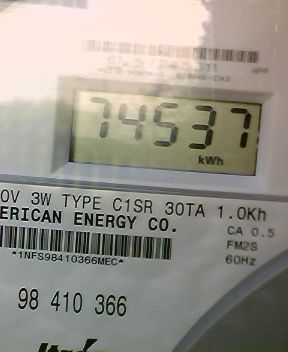 74537
kWh
0V 3W TYPE C1SR 30TA 1.0Kh
ERICAN ENERGY CO.
CA 0.5
FM2S
*1NFS98410366MEC*
60Hz
98 410 366